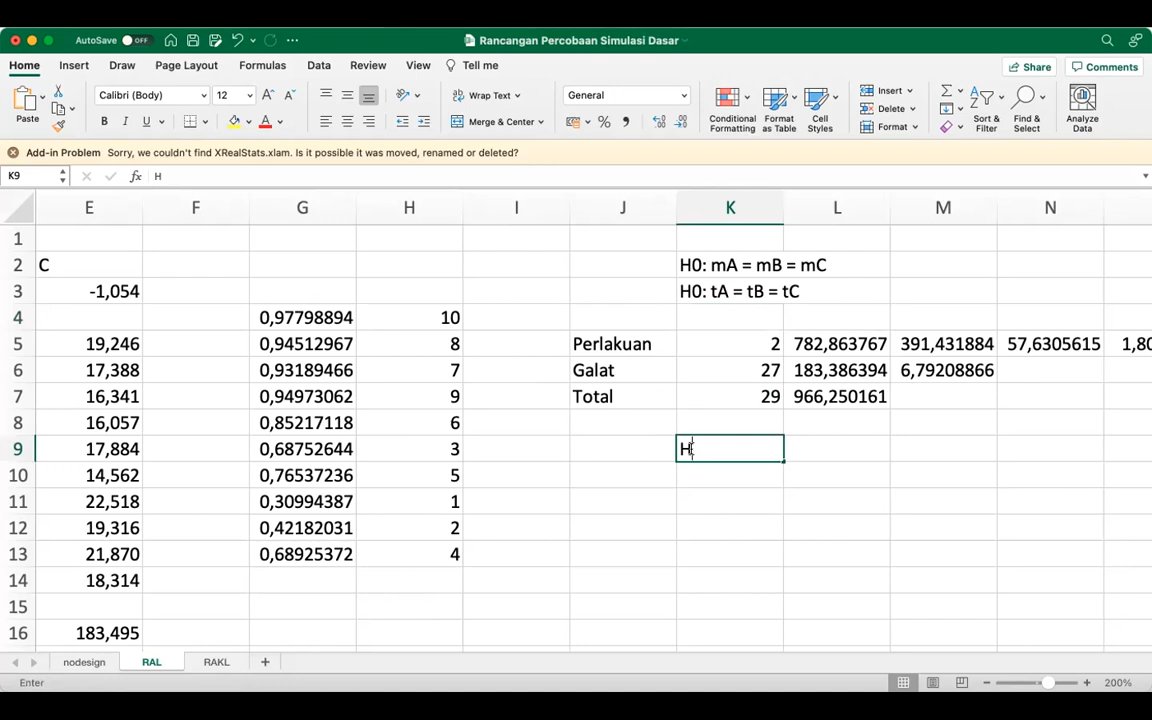 AutoSave OFF Rancangan Percobaan Simulasi Dasar
Home Insert Draw Page Layout Formulas Data Review View Tell me Share Comments
Paste Calibri (Body) 12 A A Wrap Text General Insert
B I U A Merge & Center % Conditional Formatting Format as Table Cell Styles Delete Format Sort & Filter Find & Select Analyze Data
Add-in Problem Sorry, we couldn't find XRealStats.xlam. Is it possible it was moved, renamed or deleted?
K9 fx H
E F G H I J K L M N
1
2 C H0: mA = mB = mC
3 -1,054 H0: tA = tB = tC
4 0,97798894 10
5 19,246 0,94512967 8 Perlakuan 2 782,863767 391,431884 57,6305615 1,80
6 17,388 0,93189466 7 Galat 27 183,386394 6,79208866
7 16,341 0,94973062 9 Total 29 966,250161
8 16,057 0,85217118 6
9 17,884 0,68752644 3 H
10 14,562 0,76537236 5
11 22,518 0,30994387 1
12 19,316 0,42182031 2
13 21,870 0,68925372 4
14 18,314
15
16 183,495
nodesign RAL RAKL +
Enter 200%